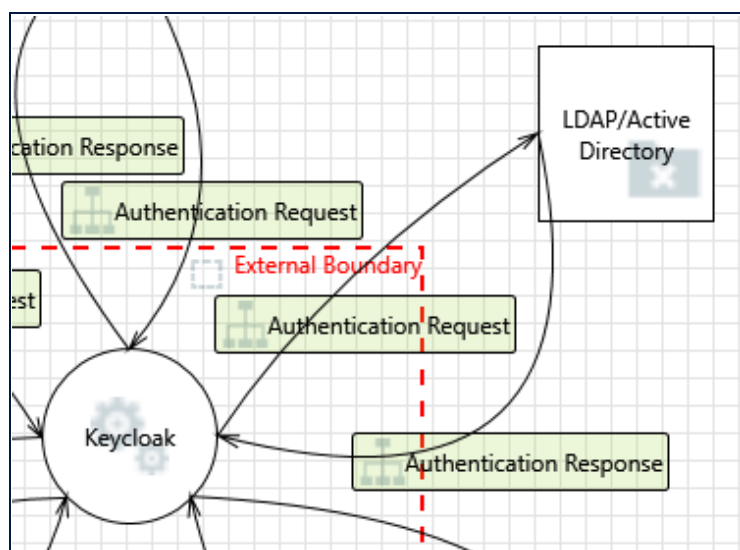 LDAP/Active
Directory
cation Response
Authentication Request
External Boundary
est
Authentication Request
Keycloak
Authentication Response